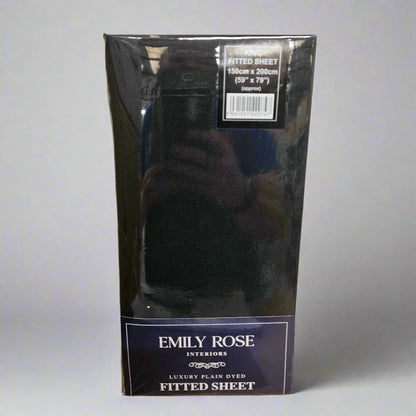 KING
FITTED SHEET
150cm x 200cm
(59" x 79")
(approx)
EMILY ROSE
INTERIORS
LUXURY PLAIN DYED
FITTED SHEET